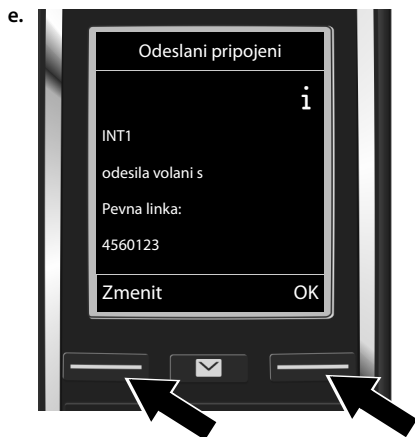 e.
Odeslani pripojeni
i
INT1
odesila volani s
Pevna linka:
4560123
Zmenit OK